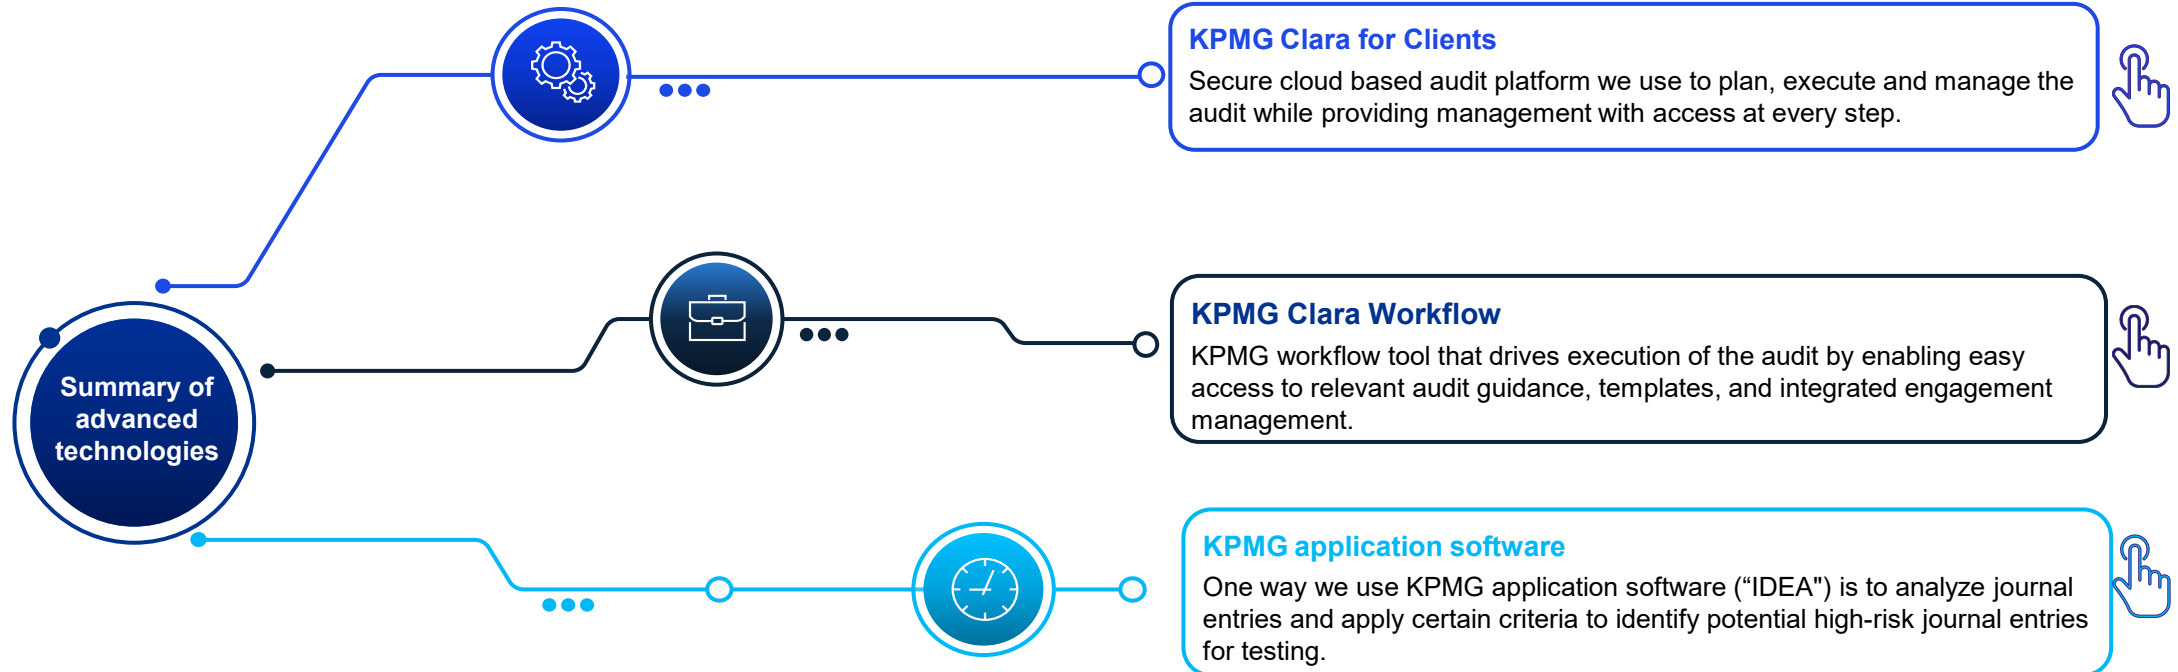 KPMG Clara for Clients
Secure cloud based audit platform we use to plan, execute and manage the
audit while providing management with access at every step.
Summary of
advanced
technologies
KPMG Clara Workflow
KPMG workflow tool that drives execution of the audit by enabling easy
access to relevant audit guidance, templates, and integrated engagement
management.
KPMG application software
One way we use KPMG application software (“IDEA") is to analyze journal
entries and apply certain criteria to identify potential high-risk journal entries
for testing.